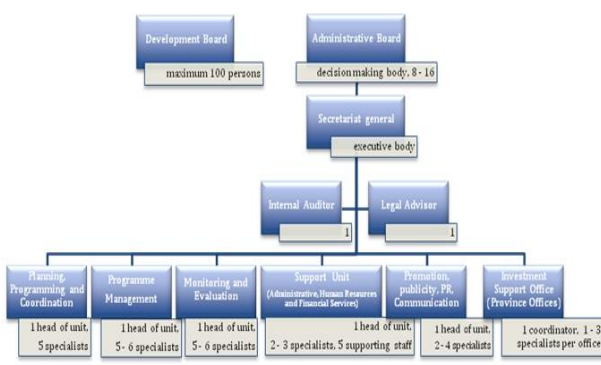 Development Board
maximum 100 persons
Administrative Board
decision making body, 8 - 16
Secretariat general
executive body
Internal Auditor
1
Legal Advisor
1
Planning,
Programming and
Coordination
1 head of unit,
5 specialists
Programme
Management
1 head of unit,
5- 6 specialists
Monitoring and
Evaluation
1 head of unit,
5- 6 specialists
Support Unit
(Administrative, Human Resources
and Financial Services)
1 head of unit,
2- 3 specialists, 5 supporting staff
Promotion,
publicity, PR,
Communication
1 head of unit,
2- 4 specialists
Investment
Support Office
(Province Offices)
1 coordinator, 1 - 3
specialists per office